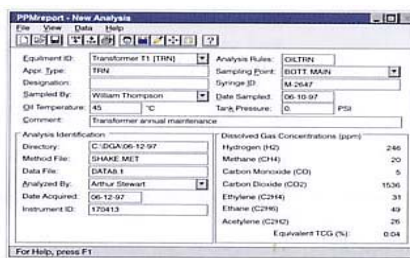 PPMreport - New Analysis
File View Data Help
Equipment ID: Transformer T1 [TRN]
Analysis Rules: OILTRN
Appr. Type: TRN
Sampling Point: BOTT. MAIN
Designation:
Syringe ID: M-2647
Sampled By: William Thompson
Date Sampled: 06-10-97
Oil Temperature: 45 °C
Tank Pressure: 0. PSI
Comment: Transformer annual maintenance
Analysis Identification
Directory: C:\DGA\06-12-97
Method File: SHAKE.MET
Data File: DATA8.1
Analyzed By: Arthur Stewart
Date Acquired: 06-12-97
Instrument ID: 170413
Dissolved Gas Concentrations (ppm)
Hydrogen (H2) 246
Methane (CH4) 20
Carbon Monoxide (CO) 5
Carbon Dioxide (CO2) 1536
Ethylene (C2H4) 31
Ethane (C2H6) 49
Acetylene (C2H2) 26
Equivalent TCG (%): 0.04
For Help, press F1